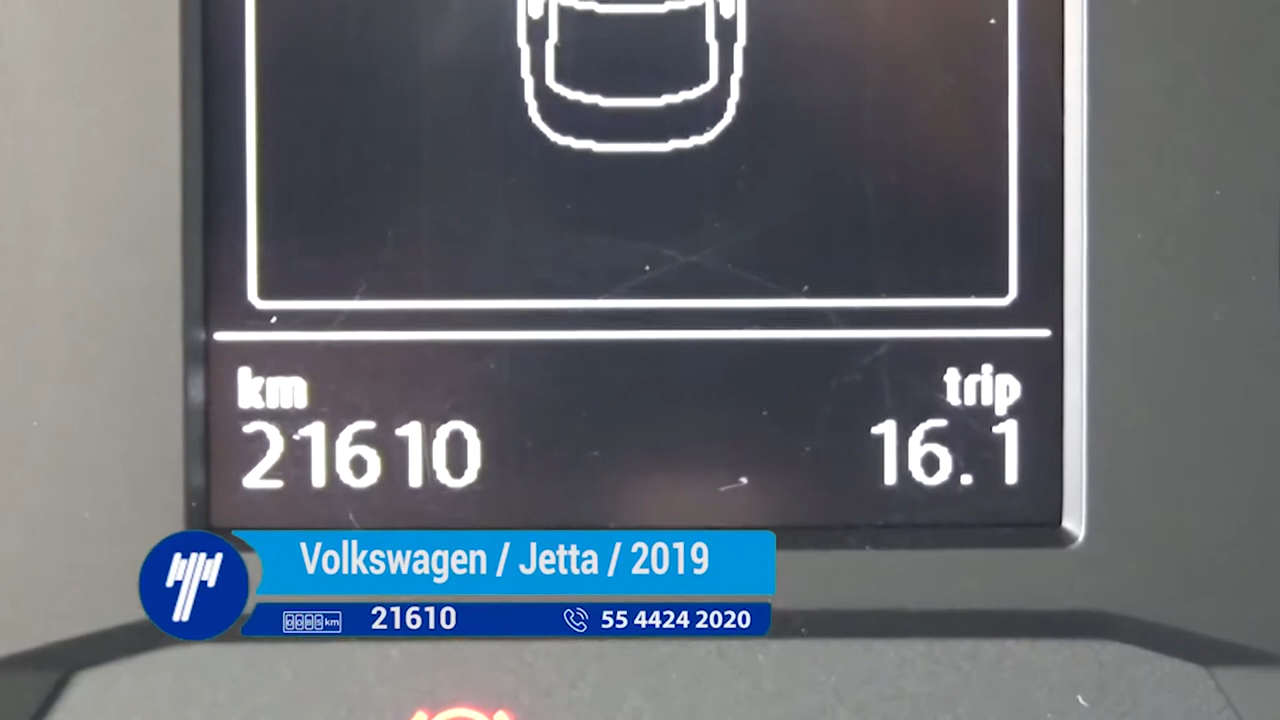 km trip
21610 16.1
Volkswagen / Jetta / 2019
21610 55 4424 2020